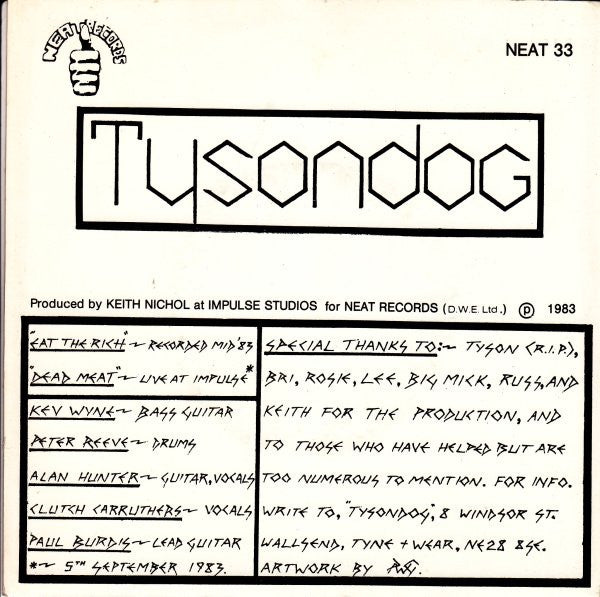 NEAT RECORDS
NEAT 33
Tysondog
Produced by KEITH NICHOL at IMPULSE STUDIOS for NEAT RECORDS (D.W.E. Ltd.) Ⓟ 1983
"EAT THE RICH" ~ RECORDED MID '83
"DEAD MEAT" ~ LIVE AT IMPULSE*
KEV WYNE ~ BASS GUITAR
PETER REEVE ~ DRUMS
ALAN HUNTER ~ GUITAR, VOCALS
CLUTCH CARRUTHERS ~ VOCALS
PAUL BURDIS ~ LEAD GUITAR
*~ 5TH SEPTEMBER 1983.
SPECIAL THANKS TO:~ TYSON (R.I.P.),
BRI, ROSIE, LEE, BIG MICK, RUSS, AND
KEITH FOR THE PRODUCTION, AND
TO THOSE WHO HAVE HELPED BUT ARE
TOO NUMEROUS TO MENTION. FOR INFO.
WRITE TO, "TYSONDOG", 8 WINDSOR ST.
WALLSEND, TYNE + WEAR, NE28 8SE.
ARTWORK BY